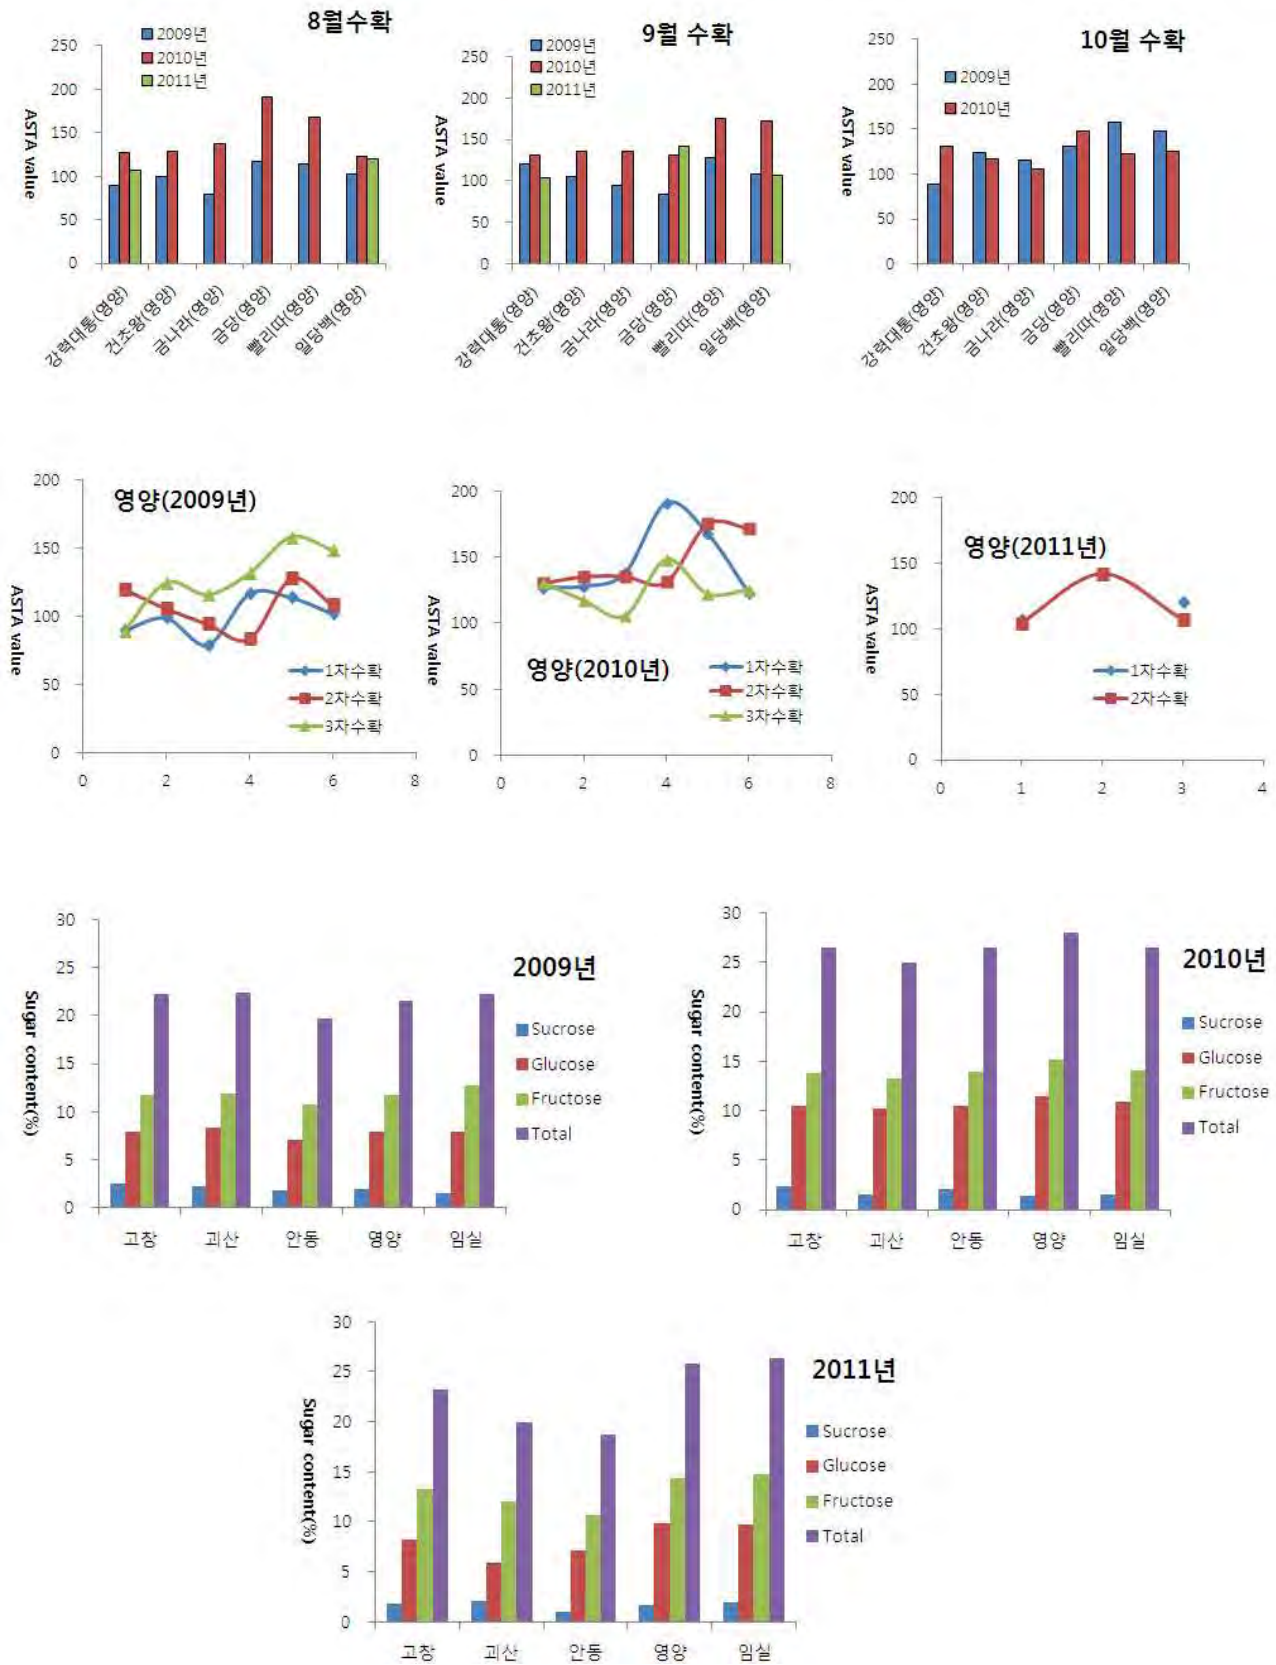 8월수확
2009년
2010년
2011년
ASTA value
250
200
150
100
50
0
강력대통(영양)
건초왕(영양)
금나라(영양)
금당(영양)
빨리따(영양)
일당백(영양)
9월 수확
2009년
2010년
2011년
ASTA value
250
200
150
100
50
0
강력대통(영양)
건초왕(영양)
금나라(영양)
금당(영양)
빨리따(영양)
일당백(영양)
10월 수확
2009년
2010년
ASTA value
250
200
150
100
50
0
강력대통(영양)
건초왕(영양)
금나라(영양)
금당(영양)
빨리따(영양)
일당백(영양)
영양(2009년)
ASTA value
200
150
100
50
0
1차수확
2차수확
3차수확
0 2 4 6 8
영양(2010년)
ASTA value
200
150
100
50
0
1차수확
2차수확
3차수확
0 2 4 6 8
영양(2011년)
ASTA value
200
150
100
50
0
1차수확
2차수확
0 1 2 3 4
2009년
Sugar content(%)
30
25
20
15
10
5
0
Sucrose
Glucose
Fructose
Total
고창 괴산 안동 영양 임실
2010년
Sugar content(%)
30
25
20
15
10
5
0
Sucrose
Glucose
Fructose
Total
고창 괴산 안동 영양 임실
2011년
Sugar content(%)
30
25
20
15
10
5
0
Sucrose
Glucose
Fructose
Total
고창 괴산 안동 영양 임실